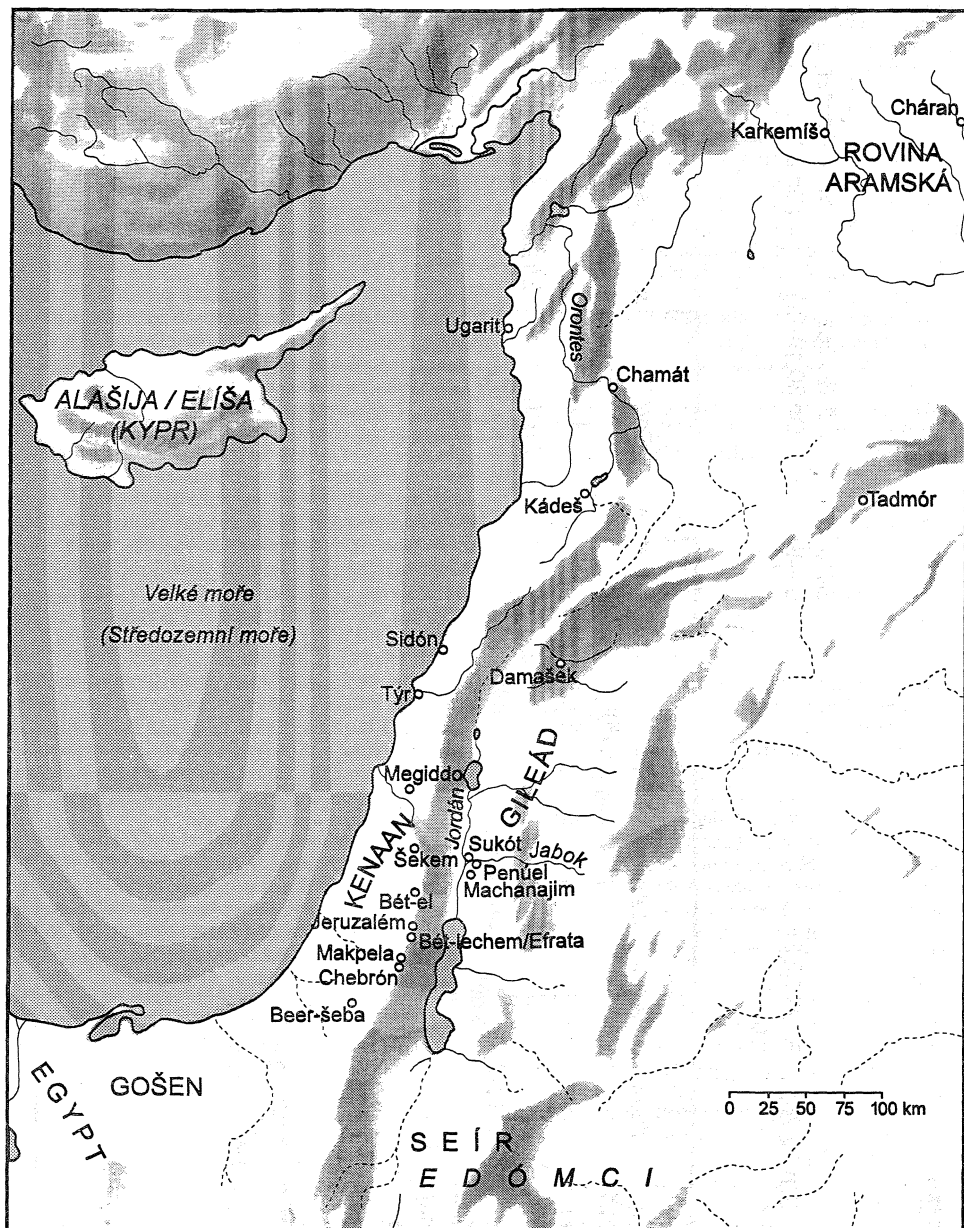 Cháran
Karkemíš
ROVINA
ARAMSKÁ
Orontes
Ugarit
Chamát
ALAŠIJA / ELÍŠA
(KYPR)
Kádeš
Tadmór
Velké moře
(Středozemní moře)
Sidón
Damašek
Týr
GILEÁD
Megiddo
Jordán
KENAAN
Sukót
Jabok
Šekem
Penúel
Machanajim
Bét-el
Jeruzalém
Bét-lechem/Efrata
Makpela
Chebrón
Beer-šeba
EGYPT
GOŠEN
0 25 50 75 100 km
SEÍR
EDÓMCI